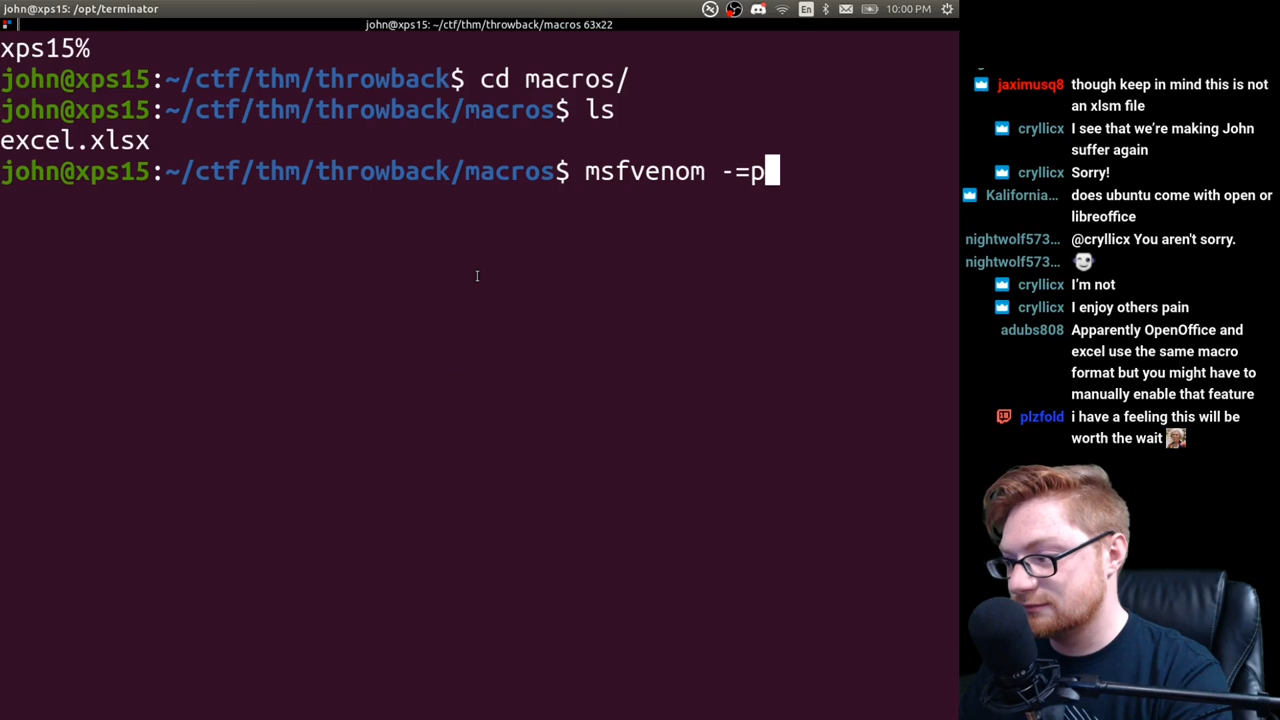 john@xps15: /opt/terminator
En
10:00 PM
john@xps15: ~/ctf/thm/throwback/macros 63x22
xps15%
john@xps15:~/ctf/thm/throwback$ cd macros/
john@xps15:~/ctf/thm/throwback/macros$ ls
excel.xlsx
john@xps15:~/ctf/thm/throwback/macros$ msfvenom -=p
jaximusq8 though keep in mind this is not
an xlsm file
cryllicx I see that we’re making John
suffer again
cryllicx Sorry!
Kalifornia… does ubuntu come with open or
libreoffice
nightwolf573… @cryllicx You aren't sorry.
nightwolf573…
cryllicx I’m not
cryllicx I enjoy others pain
adubs808 Apparently OpenOffice and
excel use the same macro
format but you might have to
manually enable that feature
plzfold i have a feeling this will be
worth the wait